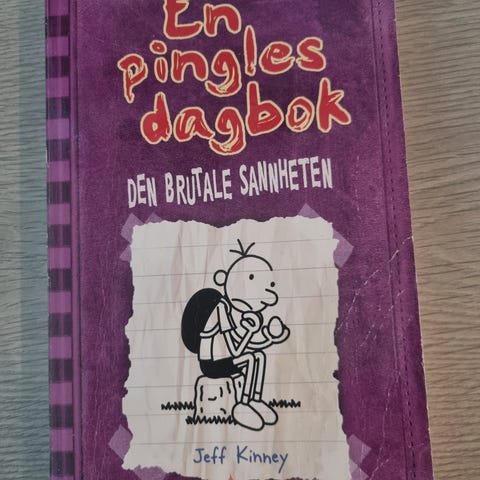 En
pingles
dagbok
DEN BRUTALE SANNHETEN
Jeff Kinney